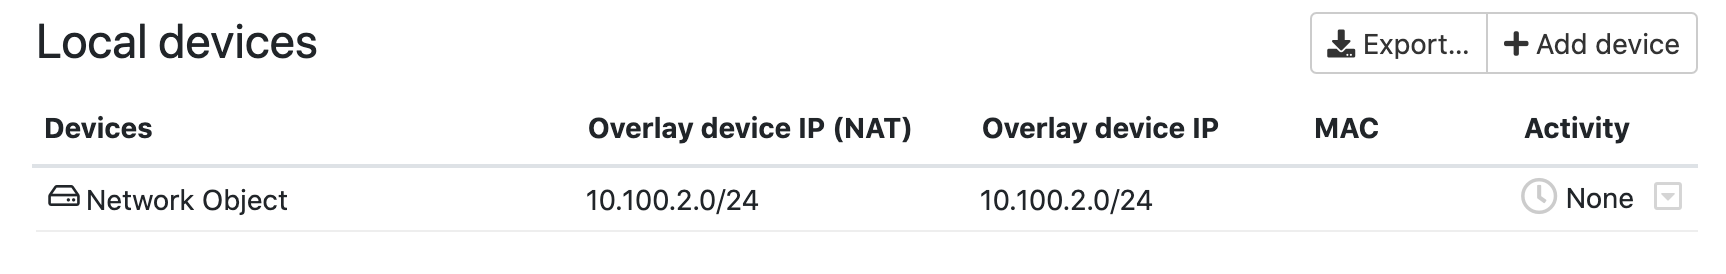 Local devices
Export... Add device
Devices Overlay device IP (NAT) Overlay device IP MAC Activity
Network Object 10.100.2.0/24 10.100.2.0/24 None